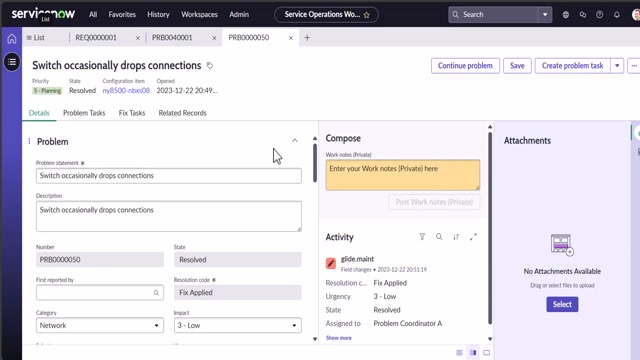 servicenow
All
Favorites
History
Workspaces
Admin
Service Operations Wo...
Search
List
List
REQ0000001
PRB0040001
PRB0000050
Switch occasionally drops connections
Continue problem
Save
Create problem task
Priority
State
Configuration item
Opened
5 - Planning
Resolved
ny8500-nbxs08
2023-12-22 20:49...
Details
Problem Tasks
Fix Tasks
Related Records
Problem
Problem statement
Switch occasionally drops connections
Description
Switch occasionally drops connections
Number
State
PRB0000050
Resolved
First reported by
Resolution code
Fix Applied
Category
Impact
Network
3 - Low
Compose
Work notes (Private)
Enter your Work notes (Private) here
Post Work notes (Private)
Activity
glide.maint
Field changes • 2023-12-22 20:51:19
Resolution c...
Fix Applied
Urgency
3 - Low
State
Resolved
Assigned to
Problem Coordinator A
Show more
Attachments
No Attachments Available
Drag or select files to upload
Select